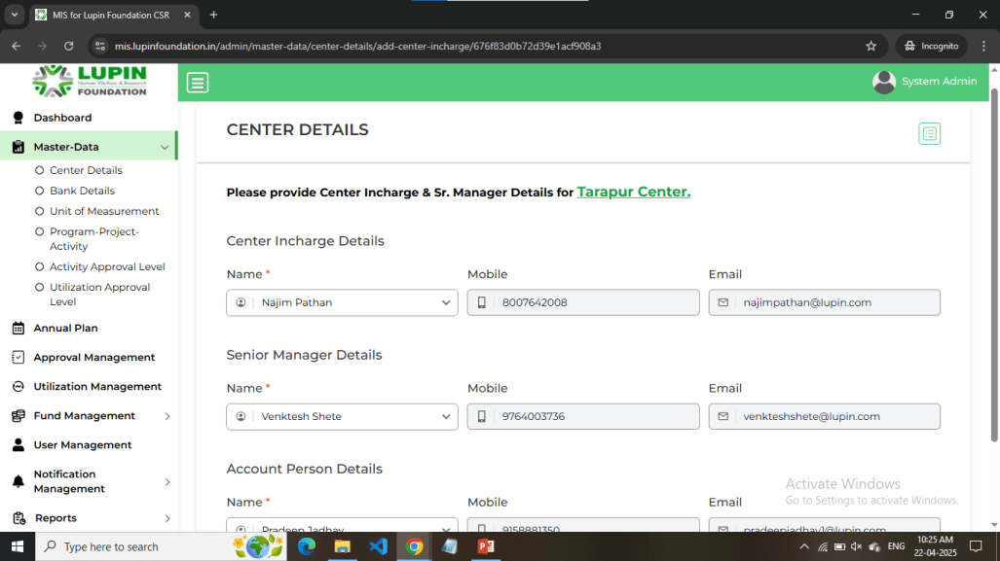 MIS for Lupin Foundation CSR
mis.lupinfoundation.in/admin/master-data/center-details/add-center-incharge/676f83d0b72d39e1acf908a3
Incognito
LUPIN
Human Welfare & Research
FOUNDATION
System Admin
Dashboard
Master-Data
Center Details
Bank Details
Unit of Measurement
Program-Project-
Activity
Activity Approval Level
Utilization Approval
Level
Annual Plan
Approval Management
Utilization Management
Fund Management
User Management
Notification
Management
Reports
CENTER DETAILS
Please provide Center Incharge & Sr. Manager Details for Tarapur Center.
Center Incharge Details
Name * Mobile Email
Najim Pathan 8007642008 najimpathan@lupin.com
Senior Manager Details
Name * Mobile Email
Venktesh Shete 9764003736 venkteshshete@lupin.com
Account Person Details
Name * Mobile Email
Pradeep Jadhav 9158881350 pradeepjadhav1@lupin.com
Activate Windows
Go to Settings to activate Windows.
Type here to search
ENG
10:25 AM
22-04-2025